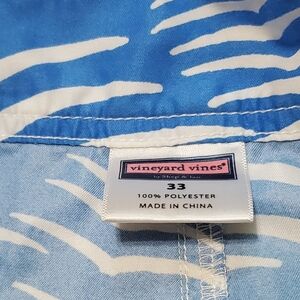 vineyard vines®
by Shep & Ian
33
100% POLYESTER
MADE IN CHINA